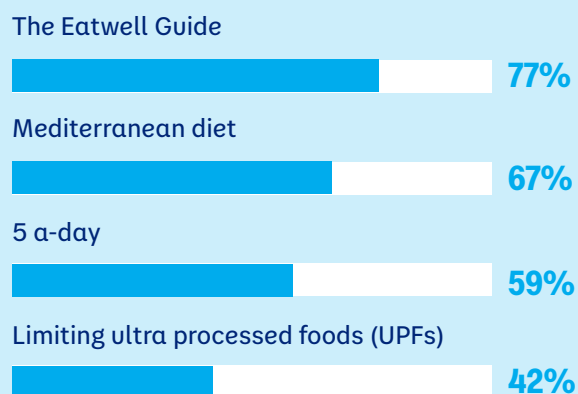 The Eatwell Guide
77%
Mediterranean diet
67%
5 a-day
59%
Limiting ultra processed foods (UPFs)
42%